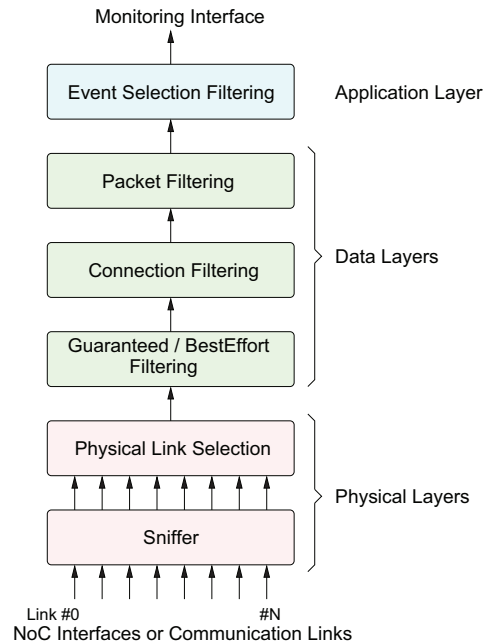 Monitoring Interface
Event Selection Filtering
Application Layer
Packet Filtering
Connection Filtering
Data Layers
Guaranteed / BestEffort
Filtering
Physical Link Selection
Physical Layers
Sniffer
Link #0
#N
NoC Interfaces or Communication Links